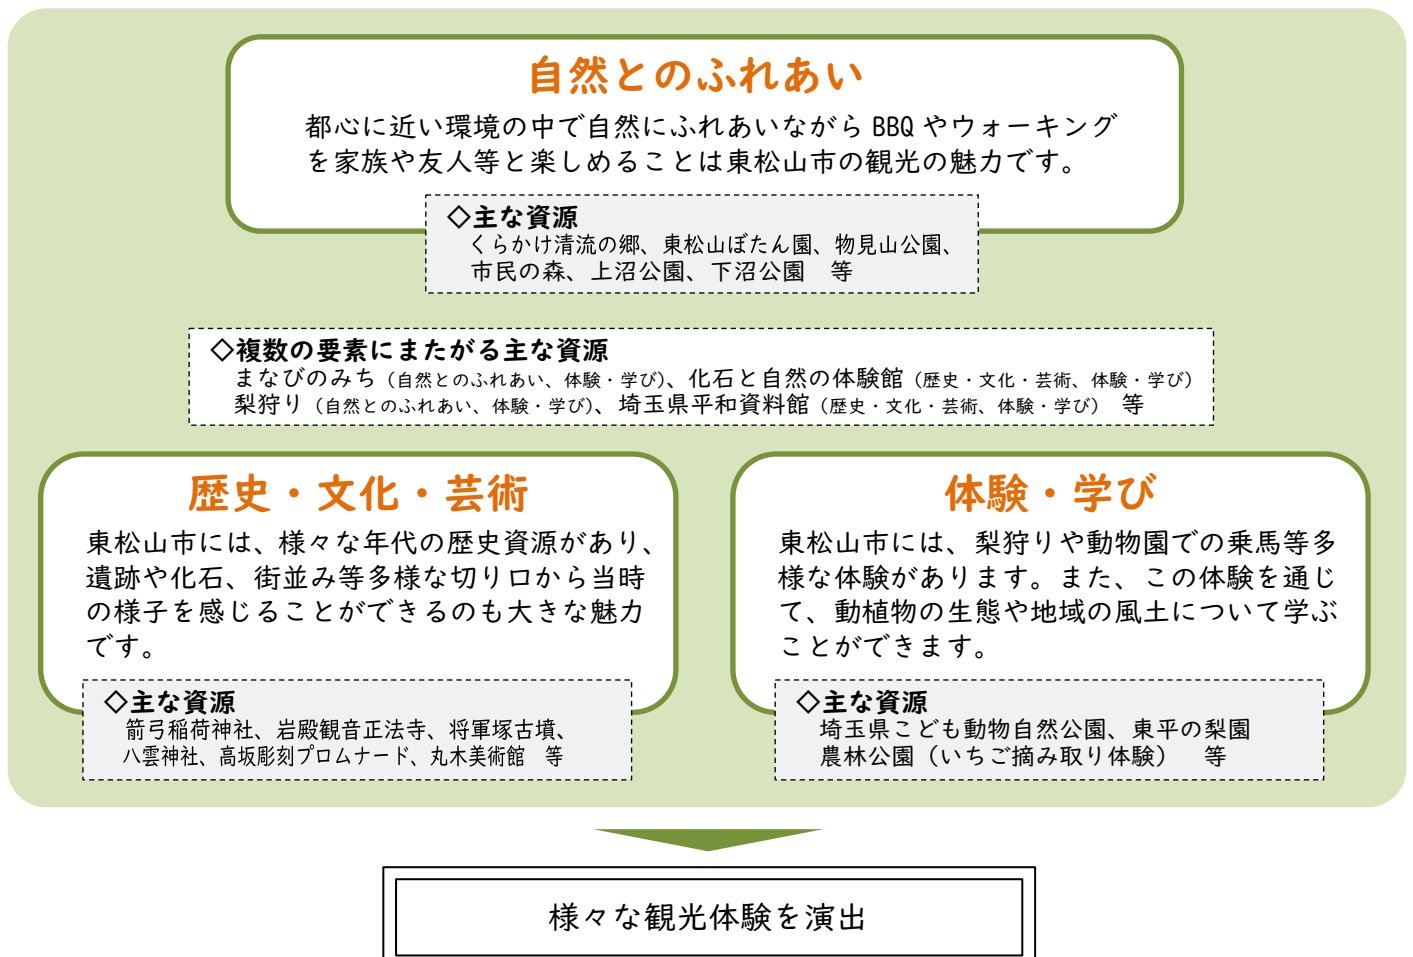 自然とのふれあい
都心に近い環境の中で自然にふれあいながら BBQ やウォーキング
を家族や友人等と楽しめることは東松山市の観光の魅力です。
◇主な資源
くらかけ清流の郷、東松山ぼたん園、物見山公園、
市民の森、上沼公園、下沼公園　等
◇複数の要素にまたがる主な資源
まなびのみち（自然とのふれあい、体験・学び）、化石と自然の体験館（歴史・文化・芸術、体験・学び）
梨狩り（自然とのふれあい、体験・学び）、埼玉県平和資料館（歴史・文化・芸術、体験・学び）　等
歴史・文化・芸術
東松山市には、様々な年代の歴史資源があり、
遺跡や化石、街並み等多様な切り口から当時
の様子を感じることができるのも大きな魅力
です。
◇主な資源
箭弓稲荷神社、岩殿観音正法寺、将軍塚古墳、
八雲神社、高坂彫刻プロムナード、丸木美術館　等
体験・学び
東松山市には、梨狩りや動物園での乗馬等多
様な体験があります。また、この体験を通じ
て、動植物の生態や地域の風土について学ぶ
ことができます。
◇主な資源
埼玉県こども動物自然公園、東平の梨園
農林公園（いちご摘み取り体験）　等
様々な観光体験を演出